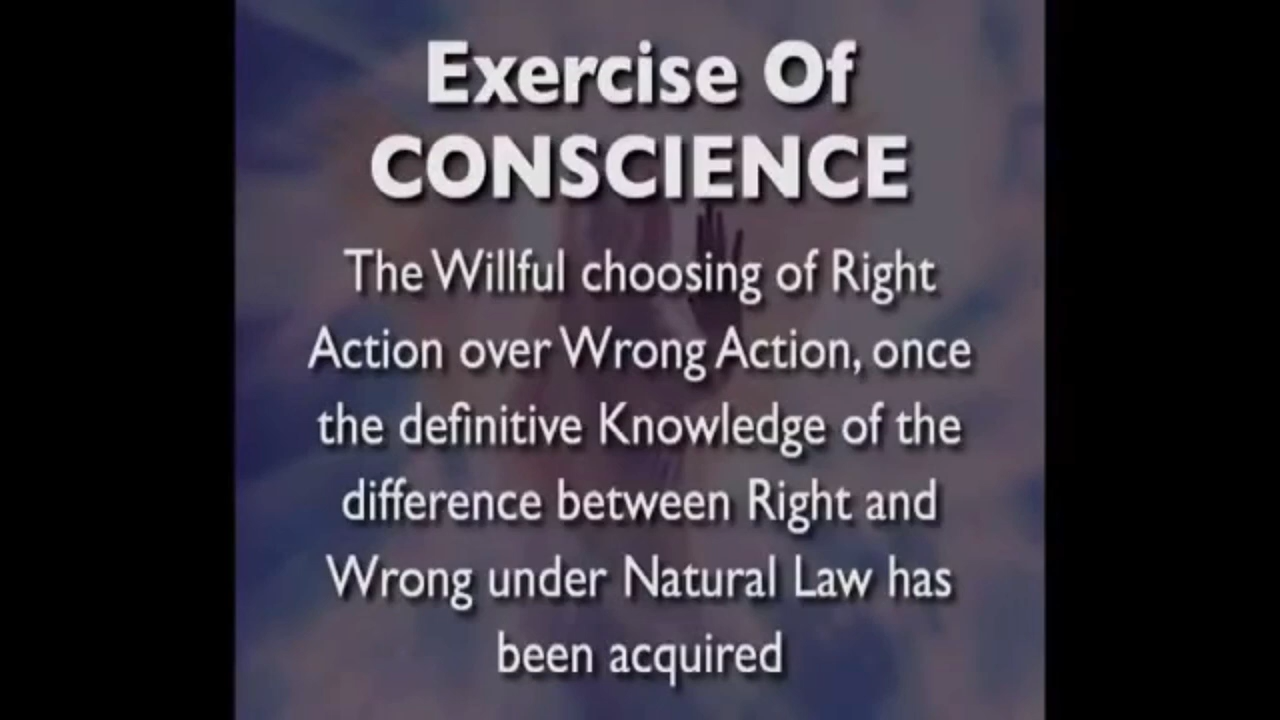 Exercise Of
CONSCIENCE
The Willful choosing of Right
Action over Wrong Action, once
the definitive Knowledge of the
difference between Right and
Wrong under Natural Law has
been acquired